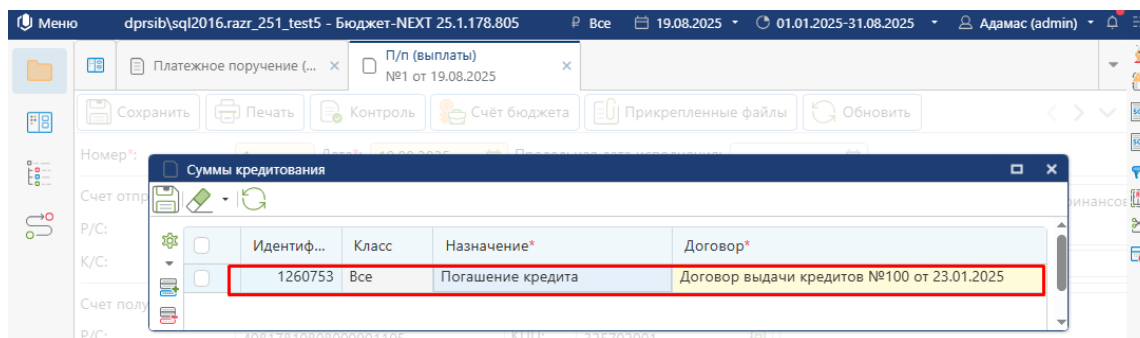 Меню dprsib\sql2016.razr_251_test5 - Бюджет-NEXT 25.1.178.805 ₽ Все 19.08.2025 01.01.2025-31.08.2025 Адамас (admin)
Платежное поручение (... × П/п (выплаты) ×
№1 от 19.08.2025
Сохранить Печать Контроль Счёт бюджета Прикрепленные файлы Обновить
Номер*:
Суммы кредитования
Счет отпр
Р/С:
Идентиф... Класс Назначение* Договор*
К/С:
1260753 Все Погашение кредита Договор выдачи кредитов №100 от 23.01.2025
Счет полу
Р/С: